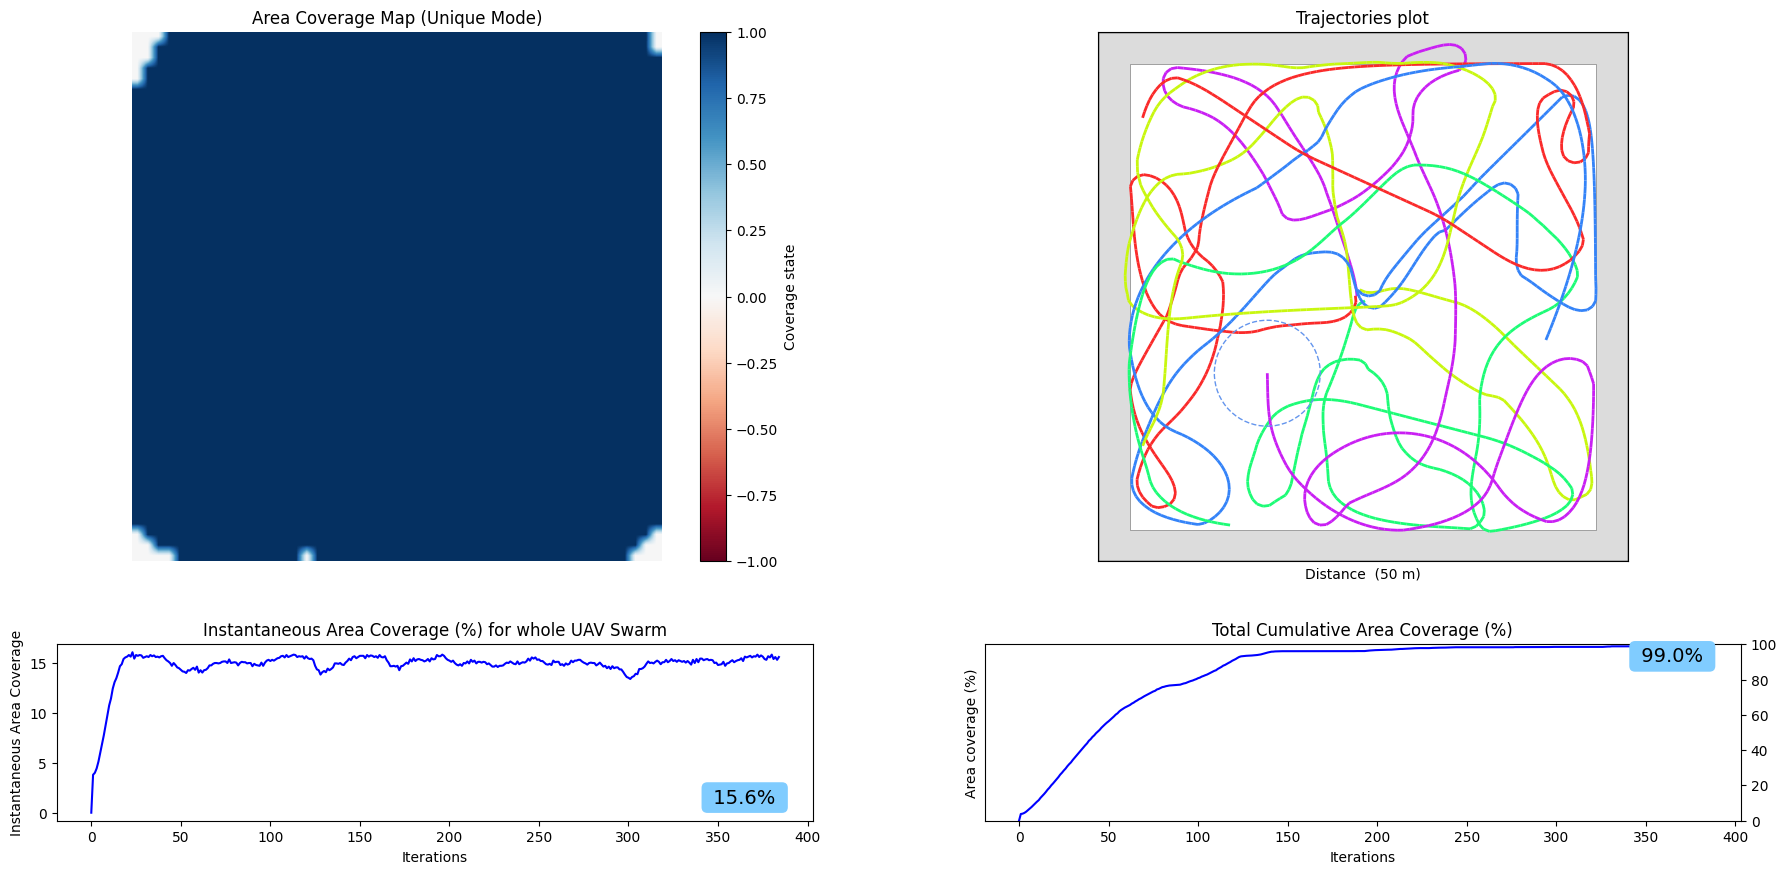 Area Coverage Map (Unique Mode)
1.00
0.75
0.50
0.25
0.00
−0.25
−0.50
−0.75
−1.00
Coverage state
Trajectories plot
Distance  (50 m)
Instantaneous Area Coverage (%) for whole UAV Swarm
Instantaneous Area Coverage
15
10
5
0
15.6%
0 50 100 150 200 250 300 350 400
Iterations
Total Cumulative Area Coverage (%)
Area coverage (%)
99.0%
100
80
60
40
20
0
0 50 100 150 200 250 300 350 400
Iterations